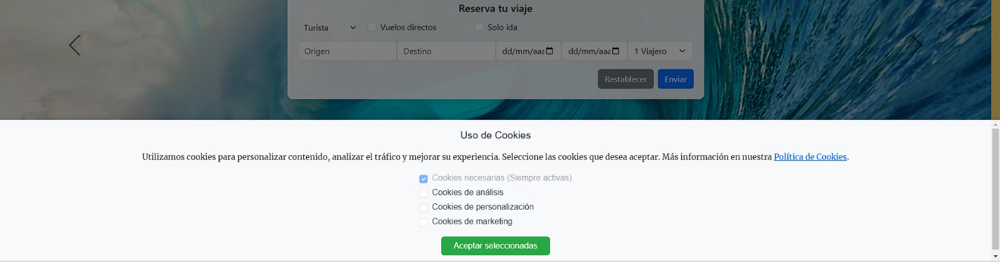 Reserva tu viaje
Turista Vuelos directos Solo ida
Origen Destino dd/mm/aaa dd/mm/aaa 1 Viajero
Restablecer Enviar
Uso de Cookies
Utilizamos cookies para personalizar contenido, analizar el tráfico y mejorar su experiencia. Seleccione las cookies que desea aceptar. Más información en nuestra Política de Cookies.
Cookies necesarias (Siempre activas)
Cookies de análisis
Cookies de personalización
Cookies de marketing
Aceptar seleccionadas